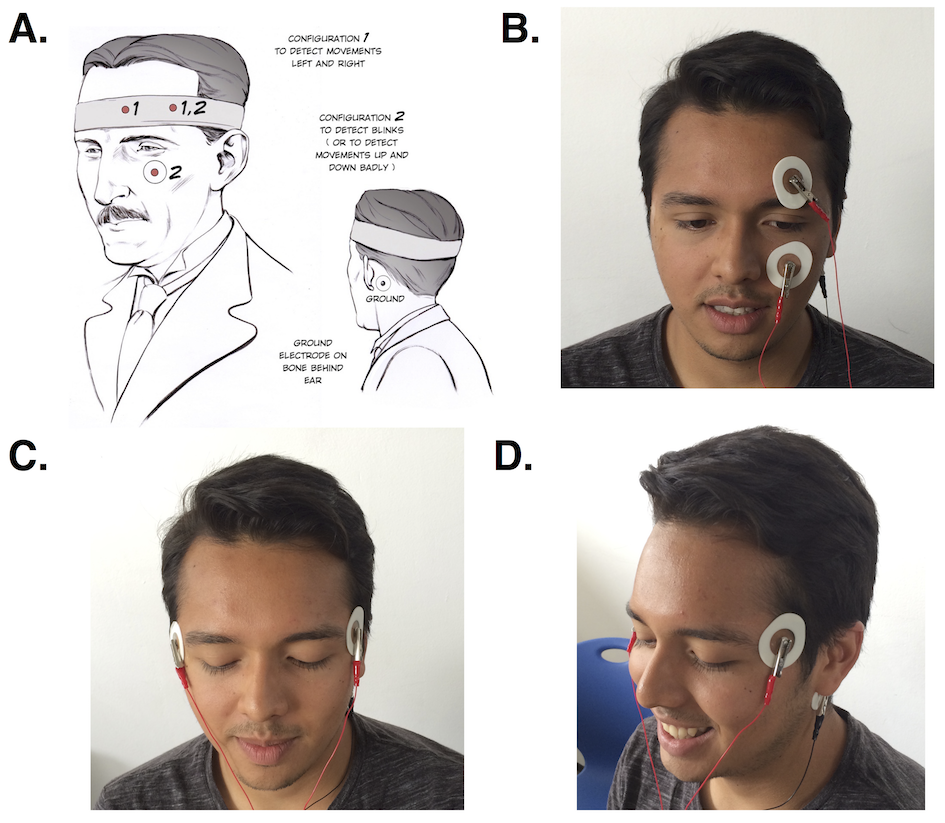 A.
CONFIGURATION 1
TO DETECT MOVEMENTS
LEFT AND RIGHT
1
1,2
2
CONFIGURATION 2
TO DETECT BLINKS
( OR TO DETECT
MOVEMENTS UP AND
DOWN BADLY )
GROUND
GROUND
ELECTRODE ON
BONE BEHIND
EAR
B.
C.
D.